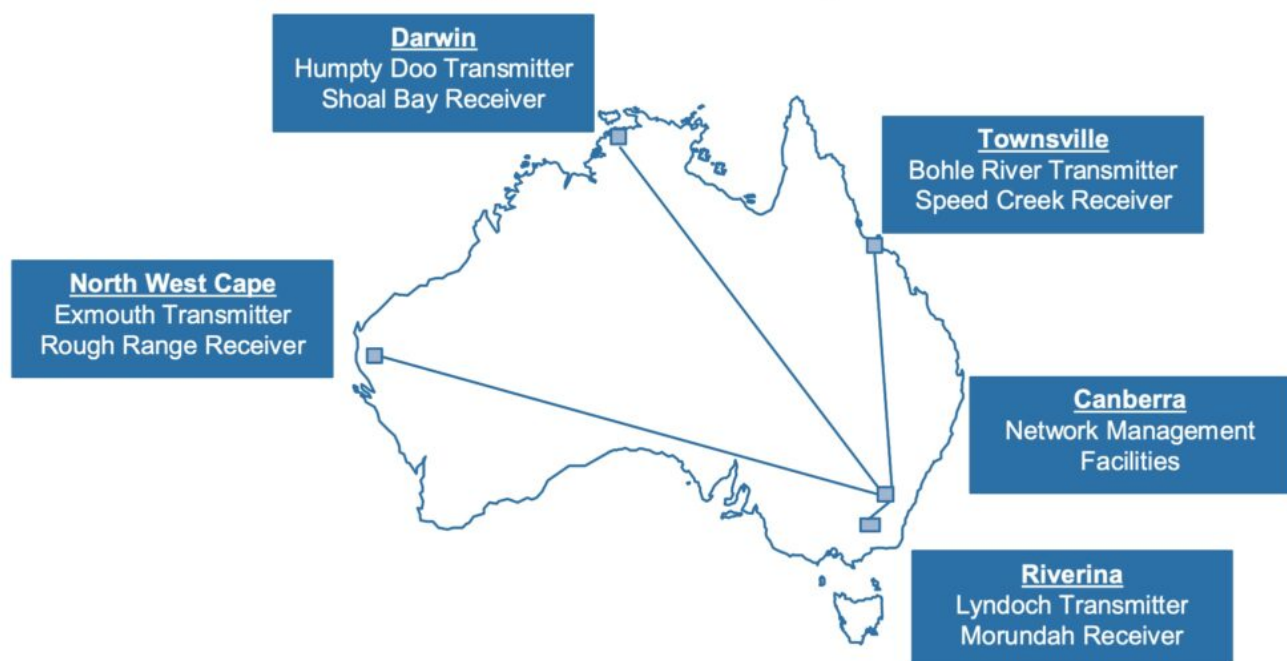 Darwin
Humpty Doo Transmitter
Shoal Bay Receiver
Townsville
Bohle River Transmitter
Speed Creek Receiver
North West Cape
Exmouth Transmitter
Rough Range Receiver
Canberra
Network Management
Facilities
Riverina
Lyndoch Transmitter
Morundah Receiver